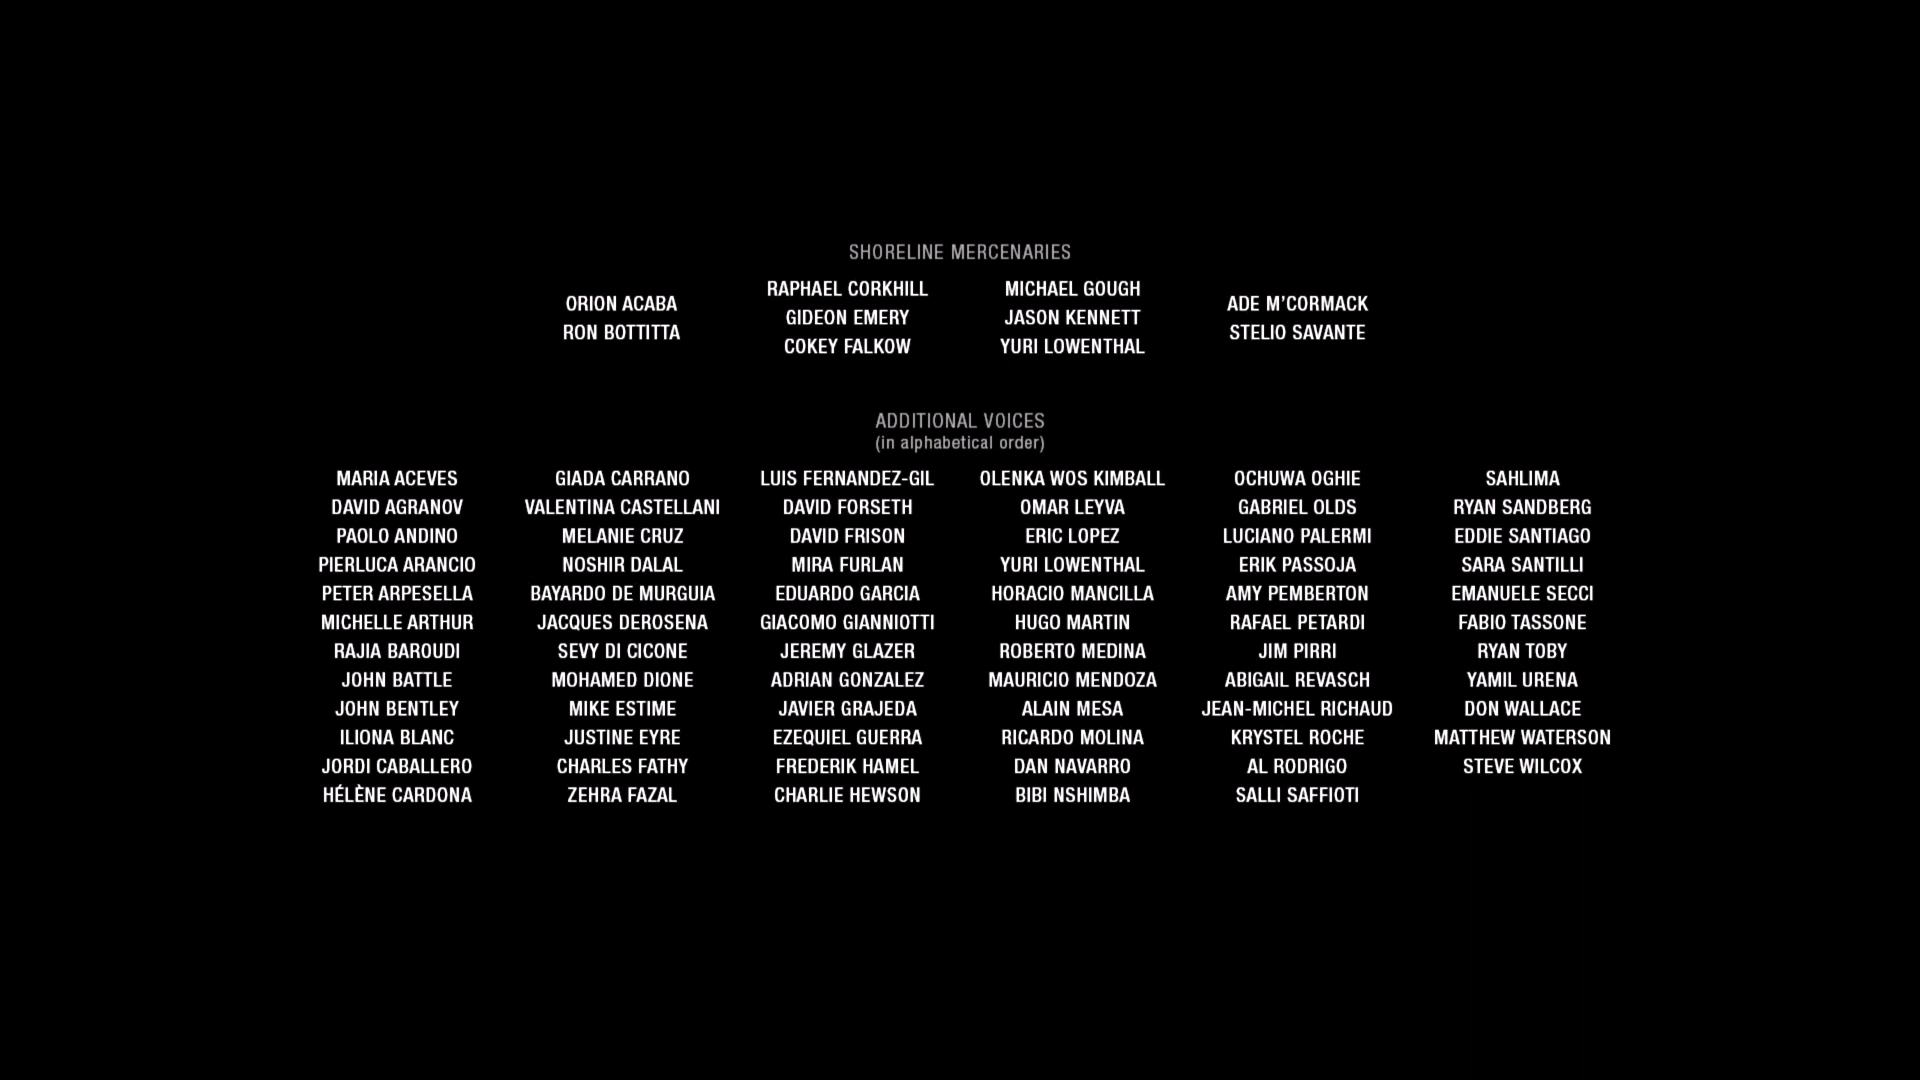 SHORELINE MERCENARIES
ORION ACABA
RON BOTTITTA
RAPHAEL CORKHILL
GIDEON EMERY
COKEY FALKOW
MICHAEL GOUGH
JASON KENNETT
YURI LOWENTHAL
ADE M'CORMACK
STELIO SAVANTE
ADDITIONAL VOICES
(in alphabetical order)
MARIA ACEVES
DAVID AGRANOV
PAOLO ANDINO
PIERLUCA ARANCIO
PETER ARPESELLA
MICHELLE ARTHUR
RAJIA BAROUDI
JOHN BATTLE
JOHN BENTLEY
ILIONA BLANC
JORDI CABALLERO
HÉLÈNE CARDONA
GIADA CARRANO
VALENTINA CASTELLANI
MELANIE CRUZ
NOSHIR DALAL
BAYARDO DE MURGUIA
JACQUES DEROSENA
SEVY DI CICONE
MOHAMED DIONE
MIKE ESTIME
JUSTINE EYRE
CHARLES FATHY
ZEHRA FAZAL
LUIS FERNANDEZ-GIL
DAVID FORSETH
DAVID FRISON
MIRA FURLAN
EDUARDO GARCIA
GIACOMO GIANNIOTTI
JEREMY GLAZER
ADRIAN GONZALEZ
JAVIER GRAJEDA
EZEQUIEL GUERRA
FREDERIK HAMEL
CHARLIE HEWSON
OLENKA WOS KIMBALL
OMAR LEYVA
ERIC LOPEZ
YURI LOWENTHAL
HORACIO MANCILLA
HUGO MARTIN
ROBERTO MEDINA
MAURICIO MENDOZA
ALAIN MESA
RICARDO MOLINA
DAN NAVARRO
BIBI NSHIMBA
OCHUWA OGHIE
GABRIEL OLDS
LUCIANO PALERMI
ERIK PASSOJA
AMY PEMBERTON
RAFAEL PETARDI
JIM PIRRI
ABIGAIL REVASCH
JEAN-MICHEL RICHAUD
KRYSTEL ROCHE
AL RODRIGO
SALLI SAFFIOTI
SAHLIMA
RYAN SANDBERG
EDDIE SANTIAGO
SARA SANTILLI
EMANUELE SECCI
FABIO TASSONE
RYAN TOBY
YAMIL URENA
DON WALLACE
MATTHEW WATERSON
STEVE WILCOX